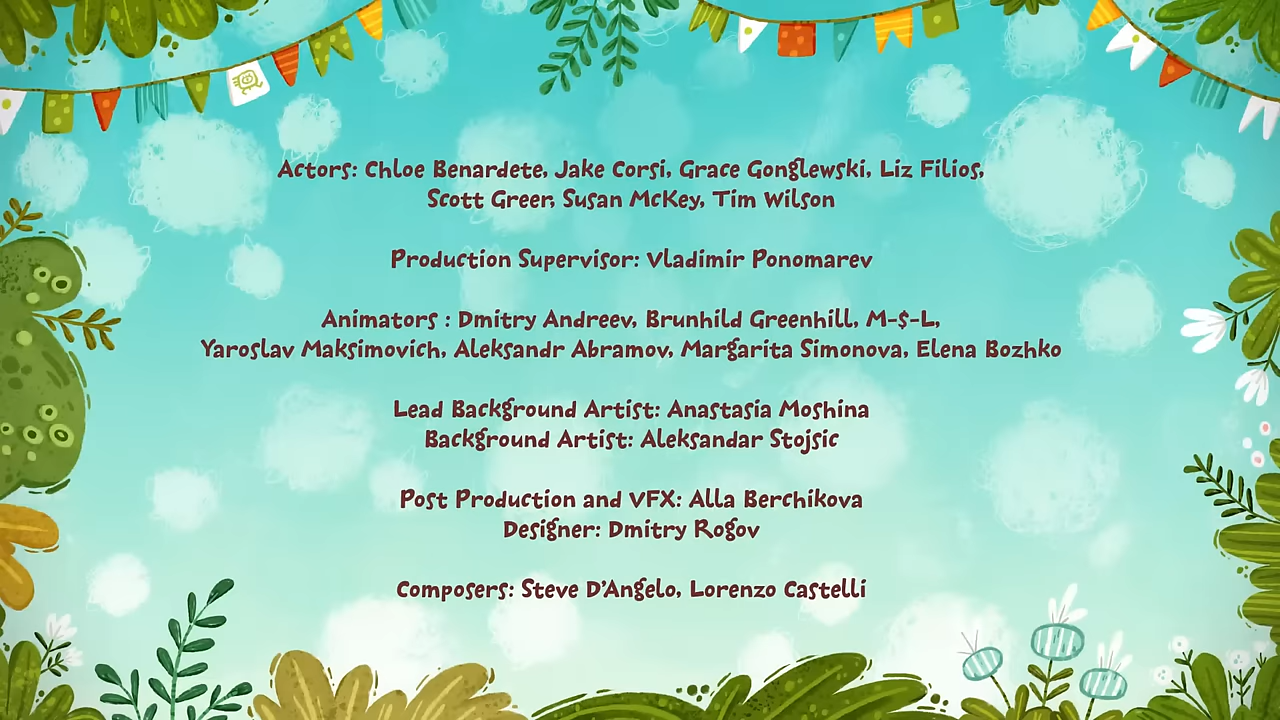 Actors: Chloe Benardete, Jake Corsi, Grace Gonglewski, Liz Filios,
Scott Greer, Susan McKey, Tim Wilson
Production Supervisor: Vladimir Ponomarev
Animators : Dmitry Andreev, Brunhild Greenhill, M-$-L,
Yaroslav Maksimovich, Aleksandr Abramov, Margarita Simonova, Elena Bozhko
Lead Background Artist: Anastasia Moshina
Background Artist: Aleksandar Stojsic
Post Production and VFX: Alla Berchikova
Designer: Dmitry Rogov
Composers: Steve D'Angelo, Lorenzo Castelli